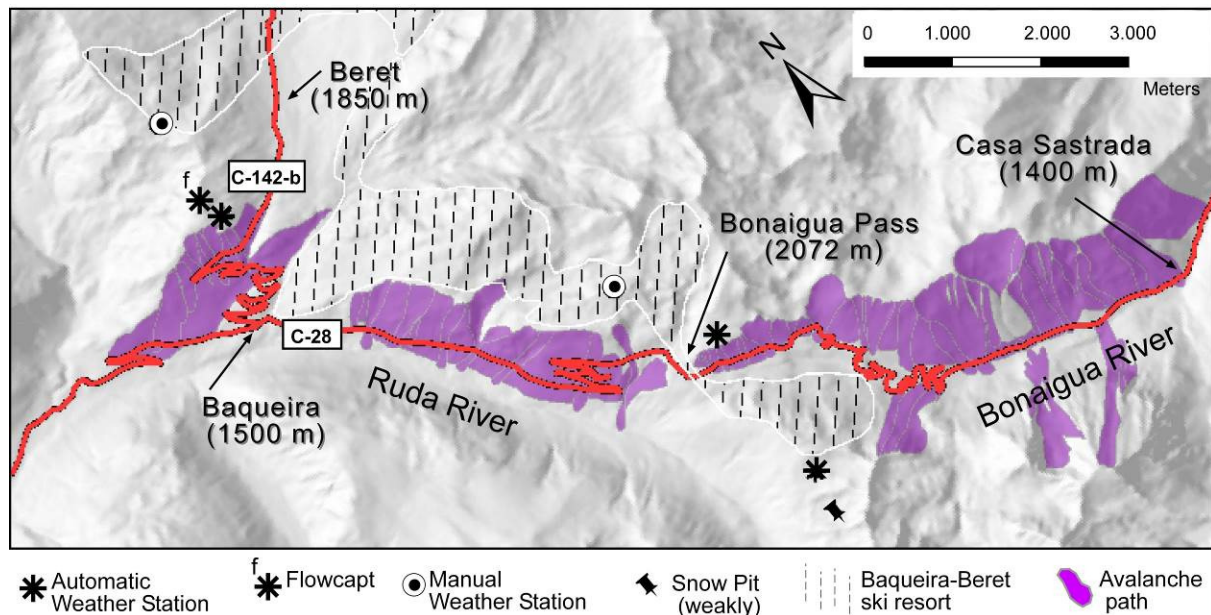 0 1.000 2.000 3.000
Meters
N
Beret
(1850 m)
Casa Sastrada
(1400 m)
f
C-142-b
Bonaigua Pass
(2072 m)
C-28
Ruda River
Bonaigua River
Baqueira
(1500 m)
Automatic
Weather Station
f
Flowcapt
Manual
Weather Station
Snow Pit
(weakly)
Baqueira-Beret
ski resort
Avalanche
path